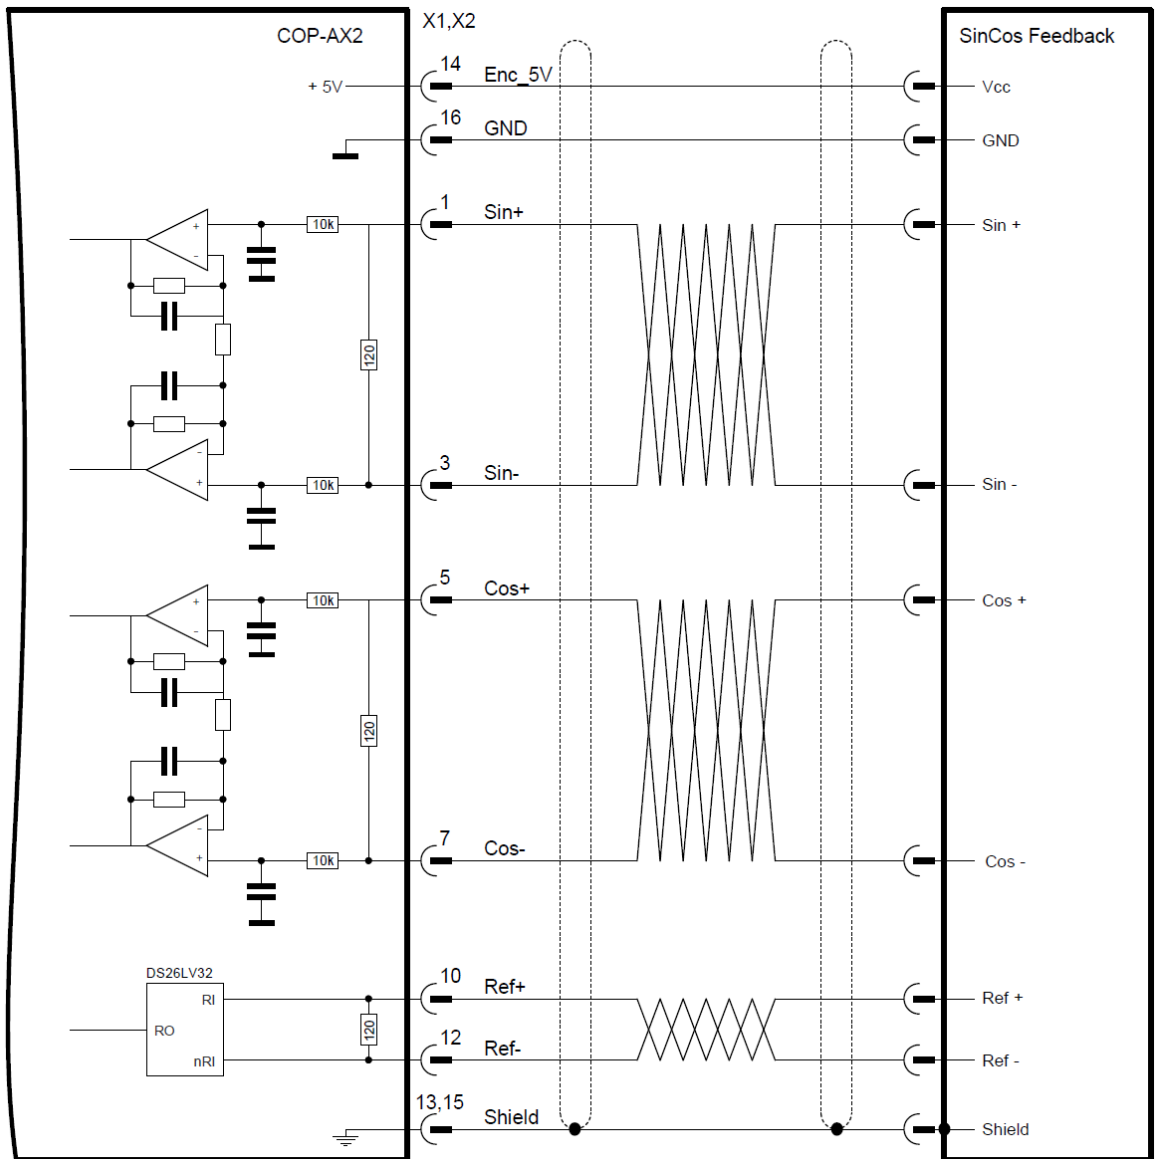 COP-AX2
X1,X2
SinCos Feedback
+ 5V
14
Enc_5V
Vcc
16
GND
GND
1
Sin+
Sin +
+
-
10k
120
-
+
10k
3
Sin-
Sin -
5
Cos+
Cos +
+
-
10k
120
-
+
10k
7
Cos-
Cos -
DS26LV32
RI
RO
nRI
120
10
Ref+
Ref +
12
Ref-
Ref -
13,15
Shield
Shield